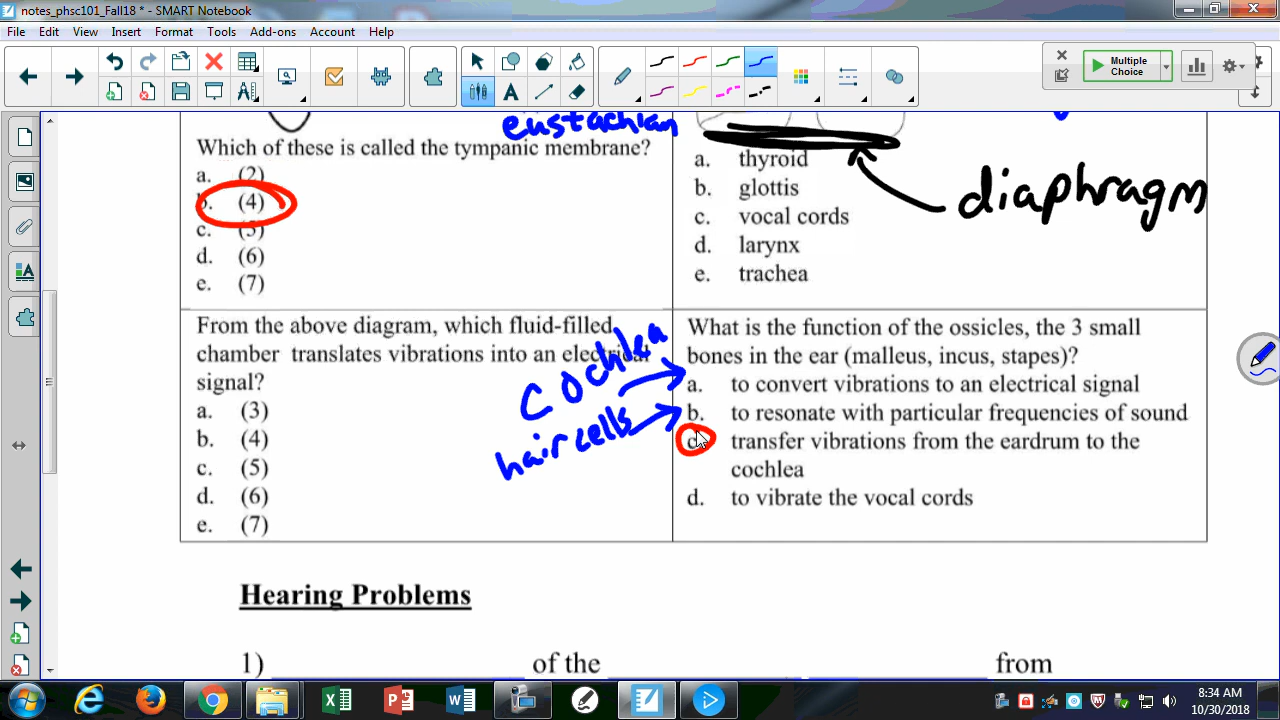 notes_phsc101_Fall18 * - SMART Notebook
File Edit View Insert Format Tools Add-ons Account Help
Multiple
Choice
eustachian
Which of these is called the tympanic membrane?
a. (2)
b. (4)
c. (5)
d. (6)
e. (7)
a. thyroid
b. glottis
c. vocal cords
d. larynx
e. trachea
diaphragm
From the above diagram, which fluid-filled
chamber translates vibrations into an electrical
signal?
a. (3)
b. (4)
c. (5)
d. (6)
e. (7)
cochlea
hair cells
What is the function of the ossicles, the 3 small
bones in the ear (malleus, incus, stapes)?
a. to convert vibrations to an electrical signal
b. to resonate with particular frequencies of sound
c. transfer vibrations from the eardrum to the
cochlea
d. to vibrate the vocal cords
Hearing Problems
1) of the from
8:34 AM
10/30/2018